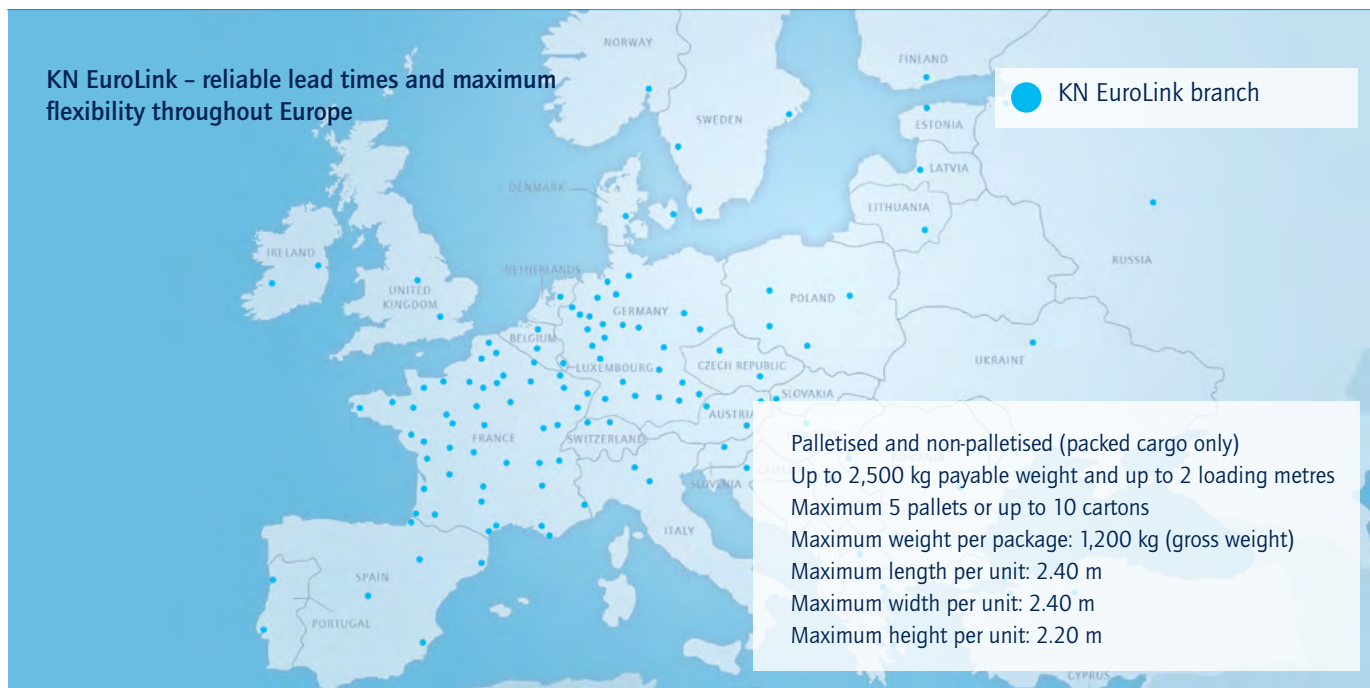 KN EuroLink – reliable lead times and maximum
flexibility throughout Europe
KN EuroLink branch
NORWAY
FINLAND
SWEDEN
ESTONIA
LATVIA
DENMARK
LITHUANIA
IRELAND
RUSSIA
NETHERLANDS
UNITED
KINGDOM
POLAND
GERMANY
BELGIUM
UKRAINE
LUXEMBOURG
CZECH REPUBLIC
SLOVAKIA
AUSTRIA
FRANCE
SWITZERLAND
SLOVENIA
ITALY
SPAIN
PORTUGAL
Palletised and non-palletised (packed cargo only)
Up to 2,500 kg payable weight and up to 2 loading metres
Maximum 5 pallets or up to 10 cartons
Maximum weight per package: 1,200 kg (gross weight)
Maximum length per unit: 2.40 m
Maximum width per unit: 2.40 m
Maximum height per unit: 2.20 m
CYPRUS